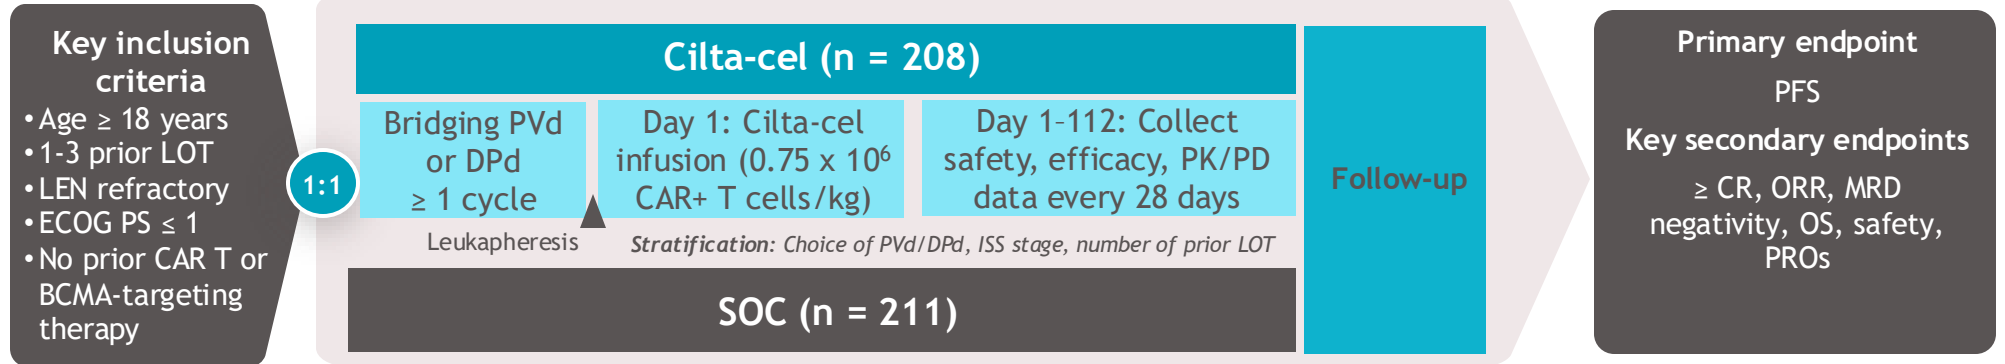 Key inclusion
criteria
• Age ≥ 18 years
• 1-3 prior LOT
• LEN refractory
• ECOG PS ≤ 1
• No prior CAR T or
BCMA-targeting
therapy
1:1
Cilta-cel (n = 208)
Bridging PVd
or DPd
≥ 1 cycle
Day 1: Cilta-cel
infusion (0.75 x 10⁶
CAR+ T cells/kg)
Day 1–112: Collect
safety, efficacy, PK/PD
data every 28 days
Leukapheresis
Stratification: Choice of PVd/DPd, ISS stage, number of prior LOT
SOC (n = 211)
Follow-up
Primary endpoint
PFS
Key secondary endpoints
≥ CR, ORR, MRD
negativity, OS, safety,
PROs